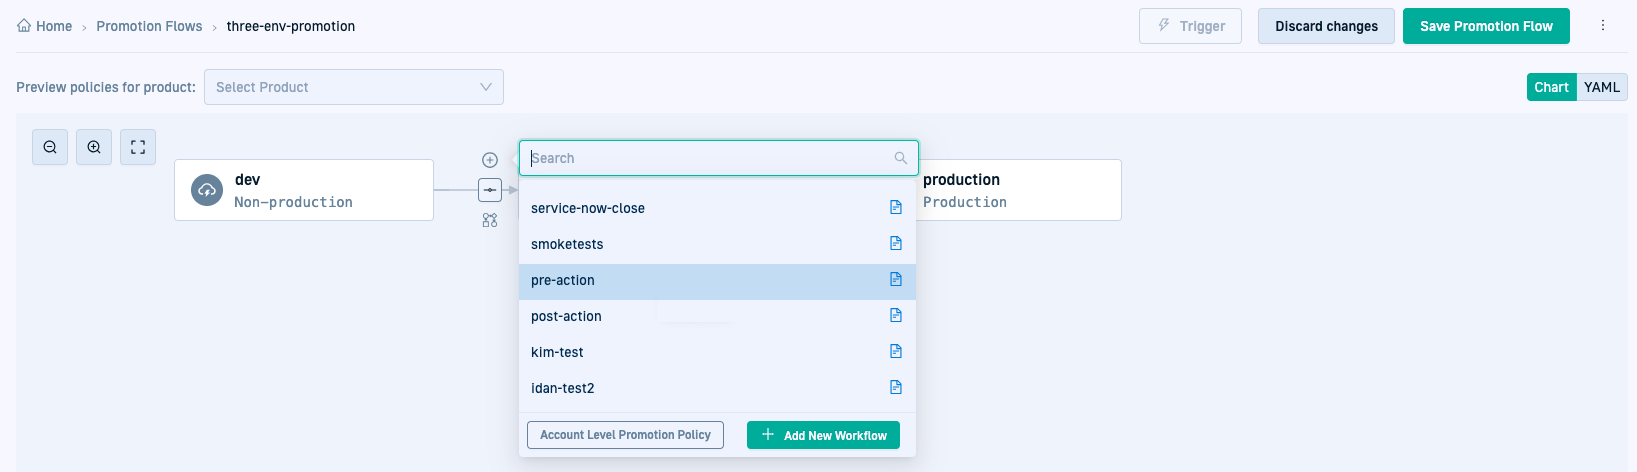 Home > Promotion Flows > three-env-promotion
Trigger
Discard changes
Save Promotion Flow
Preview policies for product:
Select Product
Chart
YAML
dev
Non-production
Search
production
Production
service-now-close
smoketests
pre-action
post-action
kim-test
idan-test2
Account Level Promotion Policy
+ Add New Workflow